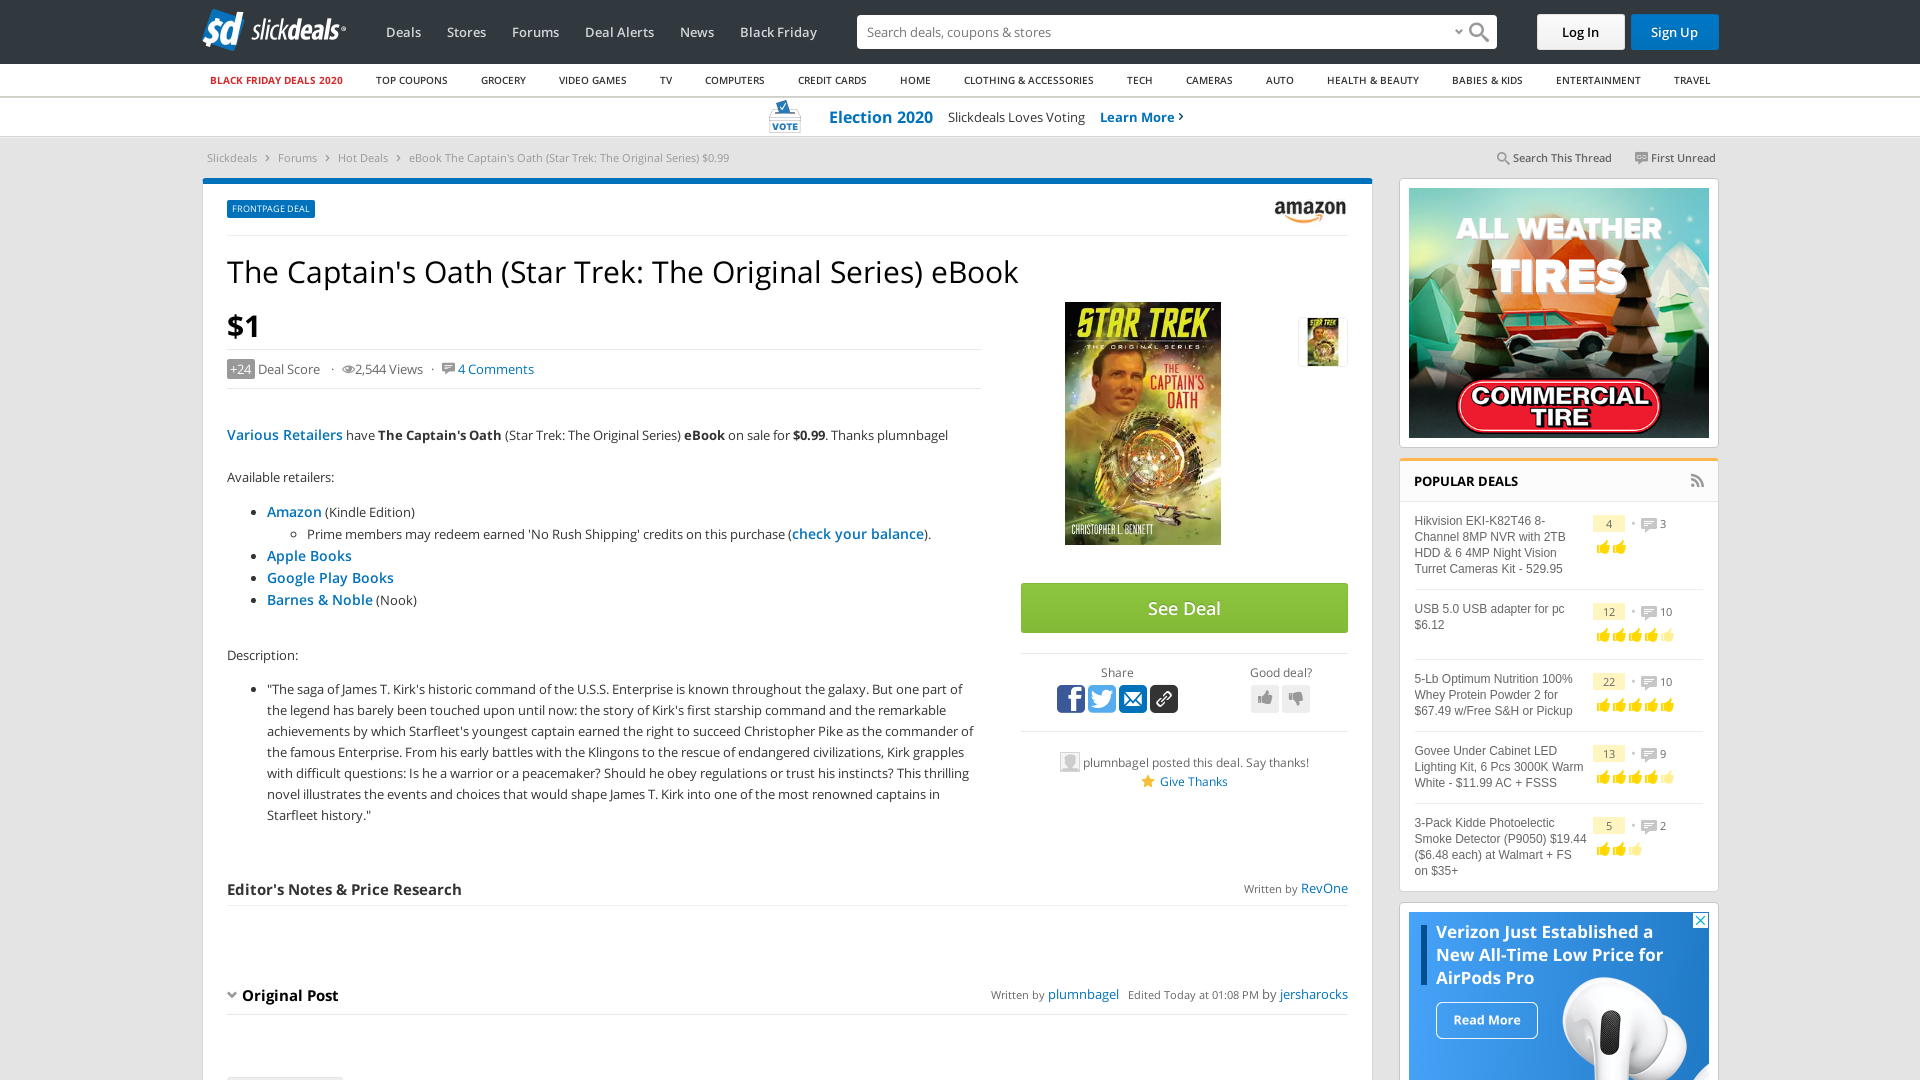 slickdeals
Deals
Stores
Forums
Deal Alerts
News
Black Friday
Search deals, coupons & stores
Log In
Sign Up
BLACK FRIDAY DEALS 2020
TOP COUPONS
GROCERY
VIDEO GAMES
TV
COMPUTERS
CREDIT CARDS
HOME
CLOTHING & ACCESSORIES
TECH
CAMERAS
AUTO
HEALTH & BEAUTY
BABIES & KIDS
ENTERTAINMENT
TRAVEL
VOTE
Election 2020 Slickdeals Loves Voting Learn More
Slickdeals > Forums > Hot Deals > eBook The Captain's Oath (Star Trek: The Original Series) $0.99
Search This Thread
First Unread
FRONTPAGE DEAL
amazon
The Captain's Oath (Star Trek: The Original Series) eBook
$1
+24 Deal Score · 2,544 Views · 4 Comments
Various Retailers have The Captain's Oath (Star Trek: The Original Series) eBook on sale for $0.99. Thanks plumnbagel
Available retailers:
Amazon (Kindle Edition)
Prime members may redeem earned 'No Rush Shipping' credits on this purchase (check your balance).
Apple Books
Google Play Books
Barnes & Noble (Nook)
Description:
"The saga of James T. Kirk's historic command of the U.S.S. Enterprise is known throughout the galaxy. But one part of
the legend has barely been touched upon until now: the story of Kirk's first starship command and the remarkable
achievements by which Starfleet's youngest captain earned the right to succeed Christopher Pike as the commander of
the famous Enterprise. From his early battles with the Klingons to the rescue of endangered civilizations, Kirk grapples
with difficult questions: Is he a warrior or a peacemaker? Should he obey regulations or trust his instincts? This thrilling
novel illustrates the events and choices that would shape James T. Kirk into one of the most renowned captains in
Starfleet history."
STAR TREK
THE ORIGINAL SERIES
THE
CAPTAIN'S
OATH
CHRISTOPHER L. BENNETT
See Deal
Share
Good deal?
plumnbagel posted this deal. Say thanks!
Give Thanks
Editor's Notes & Price Research
Written by RevOne
Original Post
Written by plumnbagel Edited Today at 01:08 PM by jersharocks
ALL WEATHER
TIRES
COMMERCIAL
TIRE
POPULAR DEALS
Hikvision EKI-K82T46 8-
Channel 8MP NVR with 2TB
HDD & 6 4MP Night Vision
Turret Cameras Kit - 529.95
4 • 3
USB 5.0 USB adapter for pc
$6.12
12 • 10
5-Lb Optimum Nutrition 100%
Whey Protein Powder 2 for
$67.49 w/Free S&H or Pickup
22 • 10
Govee Under Cabinet LED
Lighting Kit, 6 Pcs 3000K Warm
White - $11.99 AC + FSSS
13 • 9
3-Pack Kidde Photoelectic
Smoke Detector (P9050) $19.44
($6.48 each) at Walmart + FS
on $35+
5 • 2
Verizon Just Established a
New All-Time Low Price for
AirPods Pro
Read More